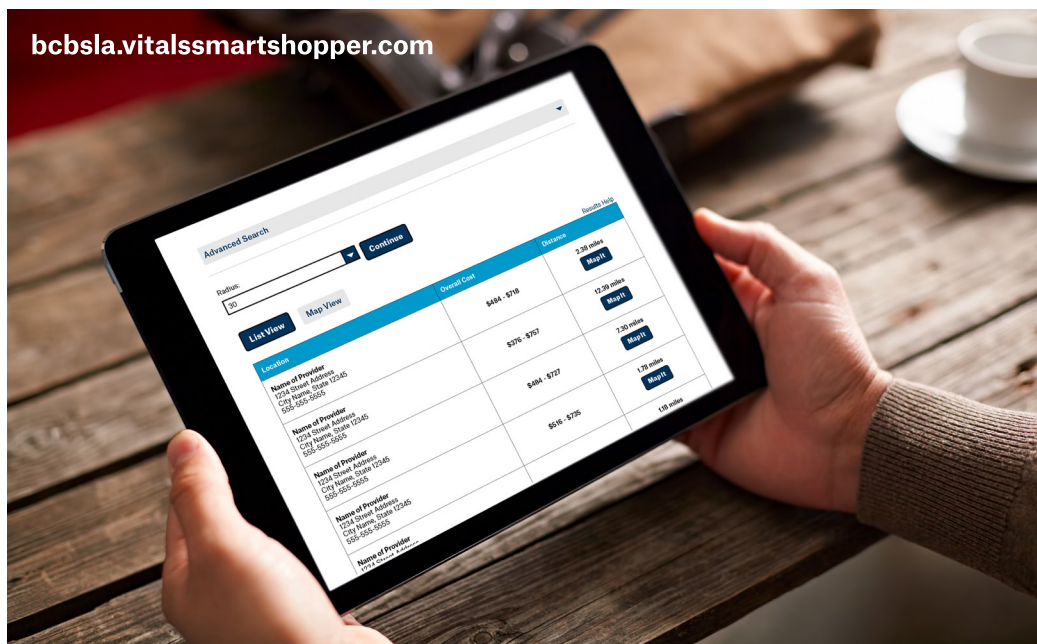 bcbsla.vitalssmartshopper.com
Advanced Search
Radius:
30
Continue
List View
Map View
Results Help
Location
Overall Cost
Distance
Name of Provider
1234 Street Address
City Name, State 12345
555-555-5555
$484 - $718
2.39 miles
Map It
Name of Provider
1234 Street Address
City Name, State 12345
555-555-5555
$376 - $757
12.39 miles
Map It
Name of Provider
1234 Street Address
City Name, State 12345
555-555-5555
$484 - $727
2.30 miles
Map It
Name of Provider
1234 Street Address
City Name, State 12345
555-555-5555
$516 - $735
1.78 miles
Map It
Name of Provider
1234 Street Address
1.18 miles